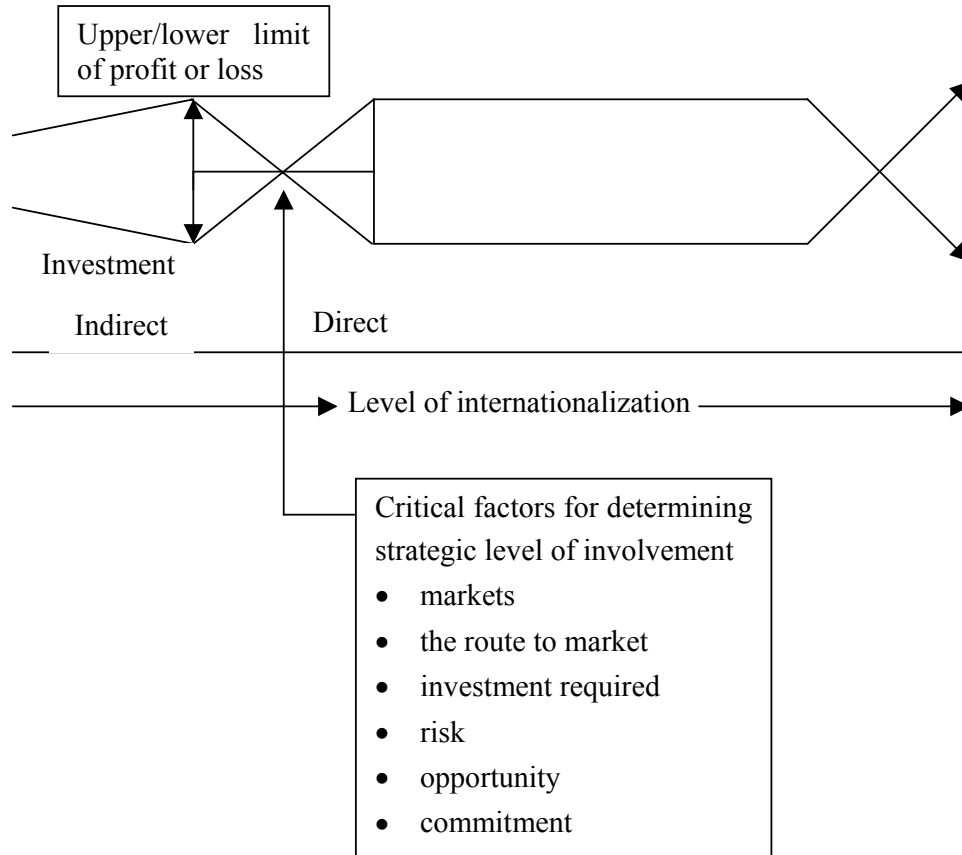 Upper/lower limit
of profit or loss
Investment
Indirect
Direct
Level of internationalization
Critical factors for determining
strategic level of involvement
• markets
• the route to market
• investment required
• risk
• opportunity
• commitment